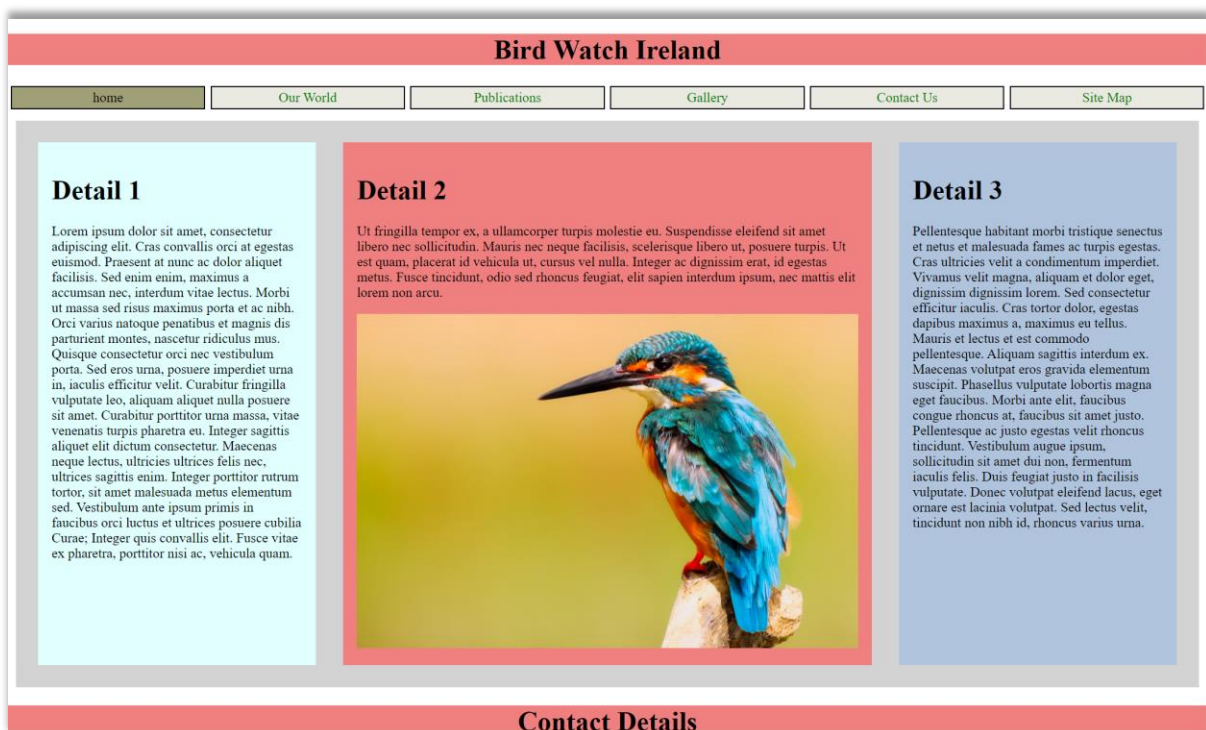 Bird Watch Ireland
home
Our World
Publications
Gallery
Contact Us
Site Map
Detail 1
Lorem ipsum dolor sit amet, consectetur
adipiscing elit. Cras convallis orci at egestas
euismod. Praesent at nunc ac dolor aliquet
facilisis. Sed enim enim, maximus a
accumsan nec, interdum vitae lectus. Morbi
ut massa sed risus maximus porta et ac nibh.
Orci varius natoque penatibus et magnis dis
parturient montes, nascetur ridiculus mus.
Quisque consectetur orci nec vestibulum
porta. Sed eros urna, posuere imperdiet urna
in, iaculis efficitur velit. Curabitur fringilla
vulputate leo, aliquam aliquet nulla posuere
sit amet. Curabitur porttitor urna massa, vitae
venenatis turpis pharetra eu. Integer sagittis
aliquet elit dictum consectetur. Maecenas
neque lectus, ultricies ultrices felis nec,
ultrices sagittis enim. Integer porttitor rutrum
tortor, sit amet malesuada metus elementum
sed. Vestibulum ante ipsum primis in
faucibus orci luctus et ultrices posuere cubilia
Curae; Integer quis convallis elit. Fusce vitae
ex pharetra, porttitor nisi ac, vehicula quam.
Detail 2
Ut fringilla tempor ex, a ullamcorper turpis molestie eu. Suspendisse eleifend sit amet
libero nec sollicitudin. Mauris nec neque facilisis, scelerisque libero ut, posuere turpis. Ut
est quam, placerat id vehicula ut, cursus vel nulla. Integer ac dignissim erat, id egestas
metus. Fusce tincidunt, odio sed rhoncus feugiat, elit sapien interdum ipsum, nec mattis elit
lorem non arcu.
Detail 3
Pellentesque habitant morbi tristique senectus
et netus et malesuada fames ac turpis egestas.
Cras ultricies velit a condimentum imperdiet.
Vivamus velit magna, aliquam et dolor eget,
dignissim dignissim lorem. Sed consectetur
efficitur iaculis. Cras tortor dolor, egestas
dapibus maximus a, maximus eu tellus.
Mauris et lectus et est commodo
pellentesque. Aliquam sagittis interdum ex.
Maecenas volutpat eros gravida elementum
suscipit. Phasellus vulputate lobortis magna
eget faucibus. Morbi ante elit, faucibus
congue rhoncus at, faucibus sit amet justo.
Pellentesque ac justo egestas velit rhoncus
tincidunt. Vestibulum augue ipsum,
sollicitudin sit amet dui non, fermentum
iaculis felis. Duis feugiat justo in facilisis
vulputate. Donec volutpat eleifend lacus, eget
ornare est lacinia volutpat. Sed lectus velit,
tincidunt non nibh id, rhoncus varius urna.
Contact Details